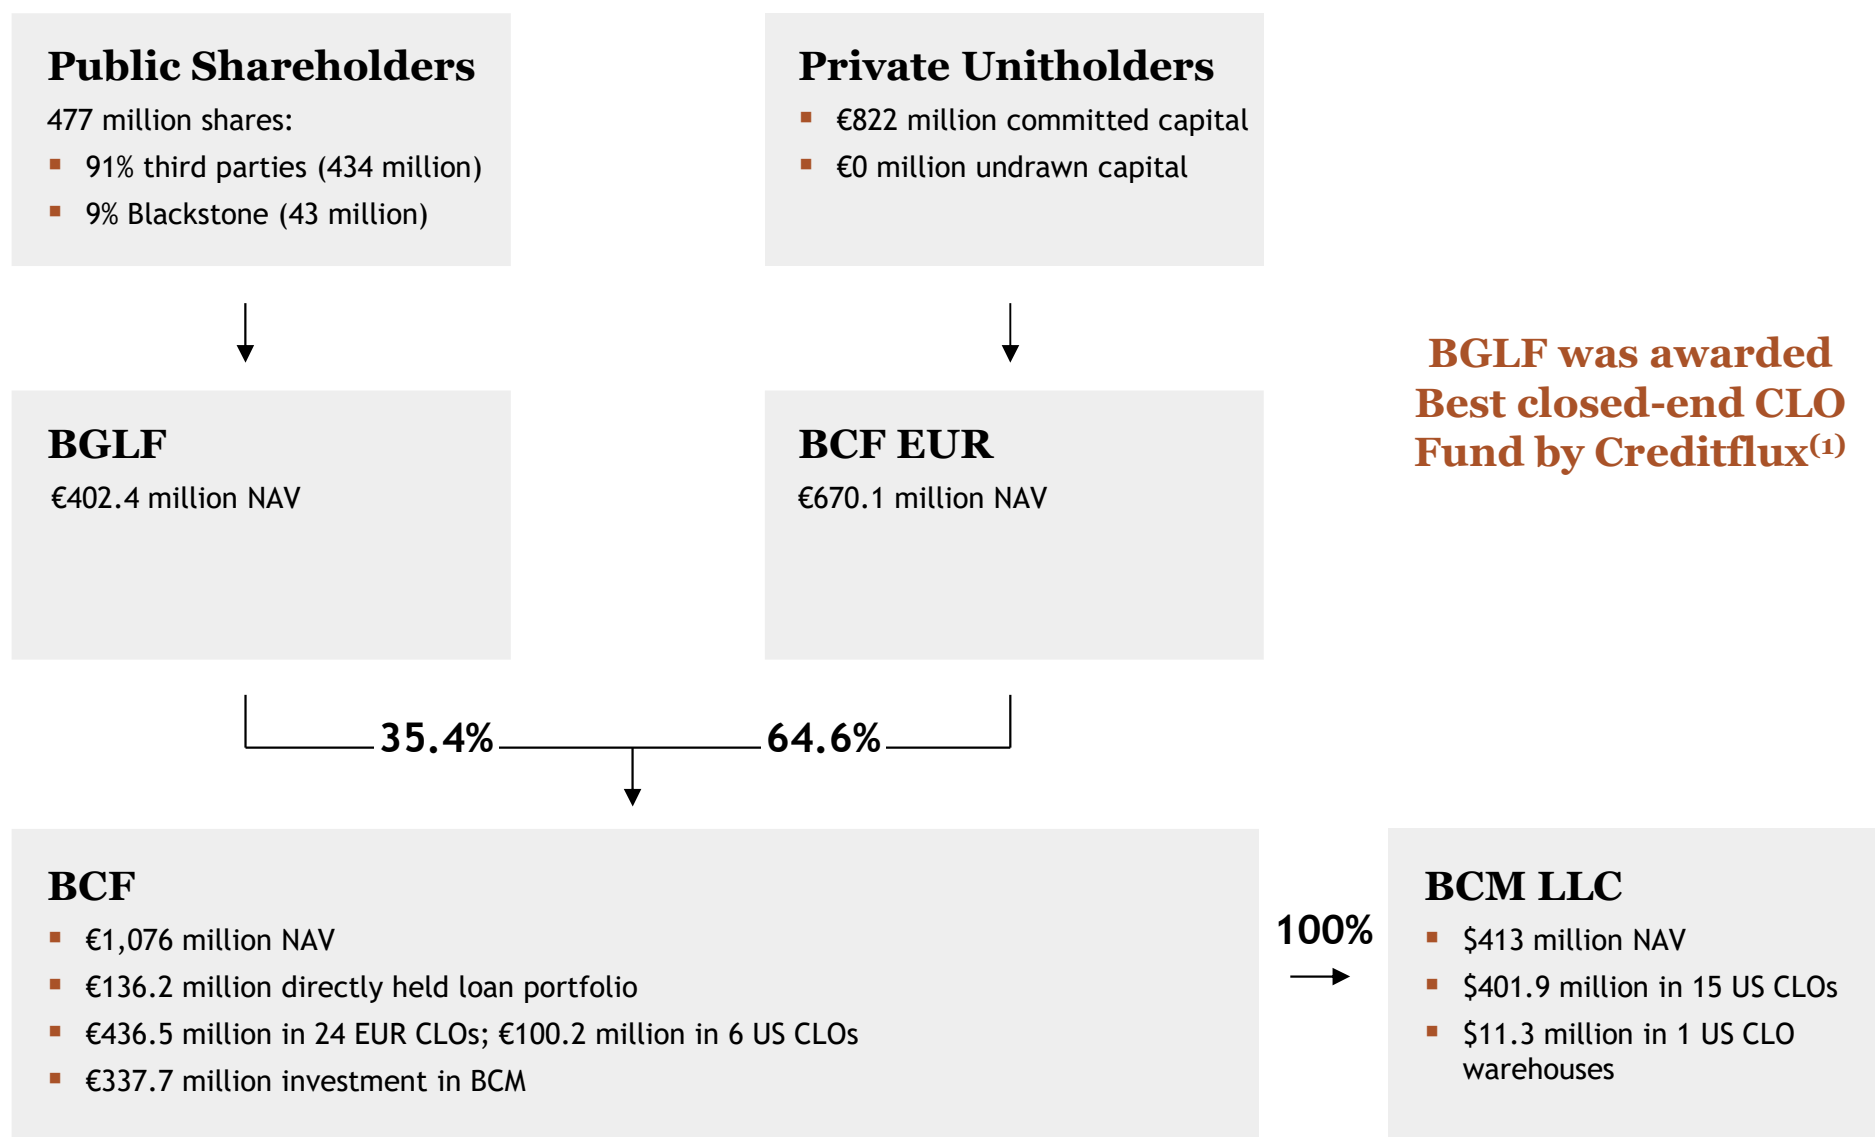 Public Shareholders
477 million shares:
▪ 91% third parties (434 million)
▪ 9% Blackstone (43 million)
Private Unitholders
▪ €822 million committed capital
▪ €0 million undrawn capital
BGLF was awarded
Best closed-end CLO
Fund by Creditflux(1)
BGLF
€402.4 million NAV
BCF EUR
€670.1 million NAV
35.4%
64.6%
BCF
▪ €1,076 million NAV
▪ €136.2 million directly held loan portfolio
▪ €436.5 million in 24 EUR CLOs; €100.2 million in 6 US CLOs
▪ €337.7 million investment in BCM
100%
BCM LLC
▪ $413 million NAV
▪ $401.9 million in 15 US CLOs
▪ $11.3 million in 1 US CLO
warehouses